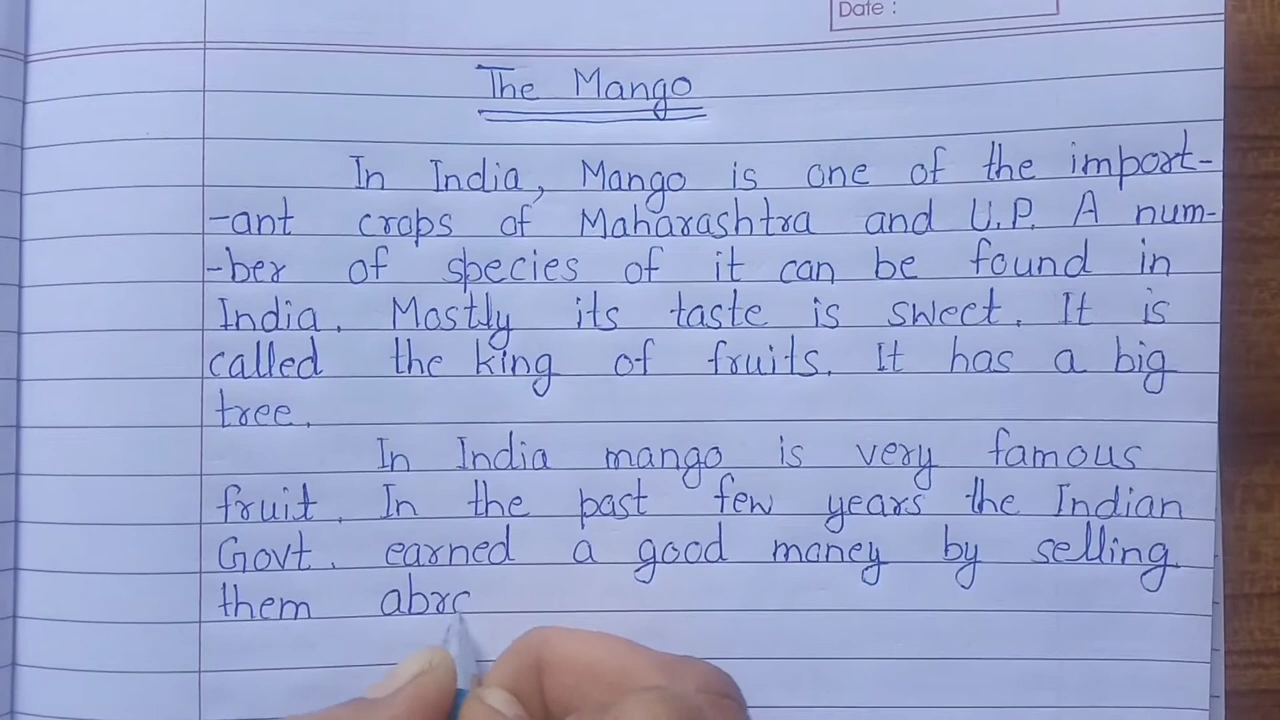 Date :
The Mango
In India, Mango is one of the import-
-ant crops of Maharashtra and U.P. A num-
-ber of species of it can be found in
India. Mostly its taste is sweet. It is
called the king of fruits. It has a big
tree.
In India mango is very famous
fruit. In the past few years the Indian
Govt. earned a good money by selling
them abro